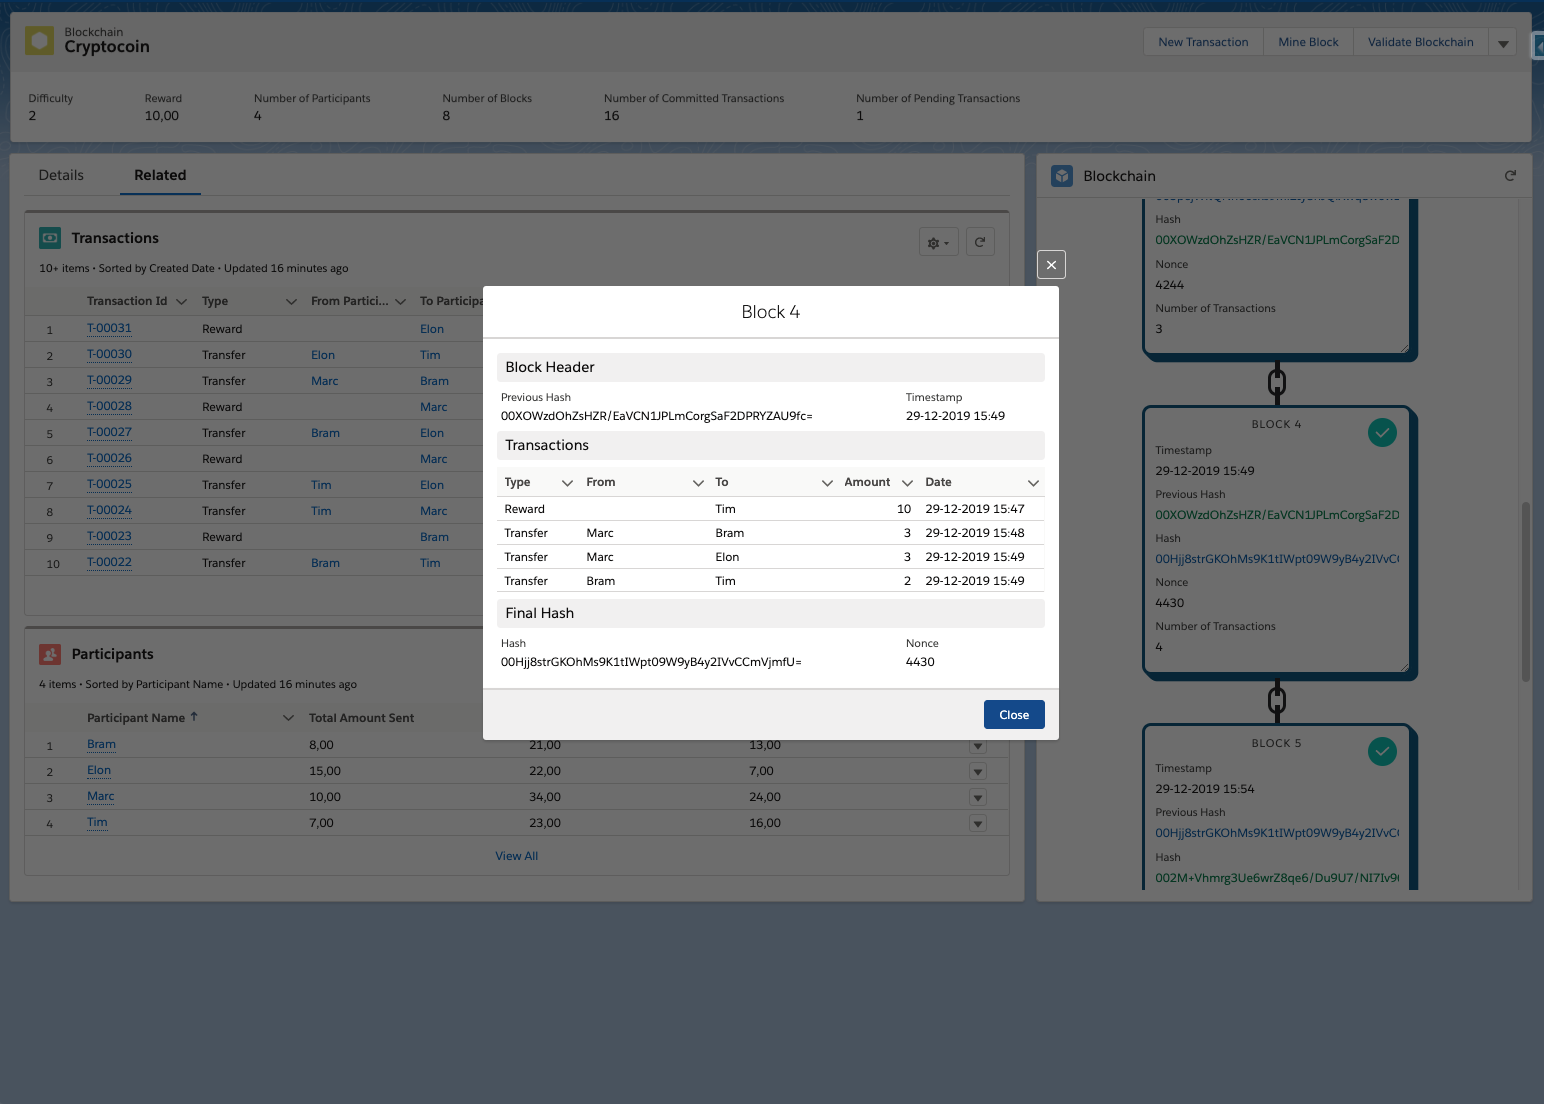 Blockchain
Cryptocoin
New Transaction Mine Block Validate Blockchain
Difficulty Reward Number of Participants Number of Blocks Number of Committed Transactions Number of Pending Transactions
2 10,00 4 8 16 1
Details Related
Transactions
10+ items • Sorted by Created Date • Updated 16 minutes ago
Transaction Id Type From Partici... To Participa
1 T-00031 Reward Elon
2 T-00030 Transfer Elon Tim
3 T-00029 Transfer Marc Bram
4 T-00028 Reward Marc
5 T-00027 Transfer Bram Elon
6 T-00026 Reward Marc
7 T-00025 Transfer Tim Elon
8 T-00024 Transfer Tim Marc
9 T-00023 Reward Bram
10 T-00022 Transfer Bram Tim
Participants
4 items • Sorted by Participant Name • Updated 16 minutes ago
Participant Name Total Amount Sent
1 Bram 8,00 21,00 13,00
2 Elon 15,00 22,00 7,00
3 Marc 10,00 34,00 24,00
4 Tim 7,00 23,00 16,00
View All
Block 4
Block Header
Previous Hash Timestamp
00XOWzdOhZsHZR/EaVCN1JPLmCorgSaF2DPRYZAU9fc= 29-12-2019 15:49
Transactions
Type From To Amount Date
Reward Tim 10 29-12-2019 15:47
Transfer Marc Bram 3 29-12-2019 15:48
Transfer Marc Elon 3 29-12-2019 15:49
Transfer Bram Tim 2 29-12-2019 15:49
Final Hash
Hash Nonce
00Hjj8strGKOhMs9K1tIWpt09W9yB4y2IVvCCmVjmfU= 4430
Close
Blockchain
Hash
00XOWzdOhZsHZR/EaVCN1JPLmCorgSaF2D
Nonce
4244
Number of Transactions
3
BLOCK 4
Timestamp
29-12-2019 15:49
Previous Hash
00XOWzdOhZsHZR/EaVCN1JPLmCorgSaF2D
Hash
00Hjj8strGKOhMs9K1tIWpt09W9yB4y2IVvC
Nonce
4430
Number of Transactions
4
BLOCK 5
Timestamp
29-12-2019 15:54
Previous Hash
00Hjj8strGKOhMs9K1tIWpt09W9yB4y2IVvC
Hash
002M+Vhmrg3Ue6wrZ8qe6/Du9U7/NI7Iv9